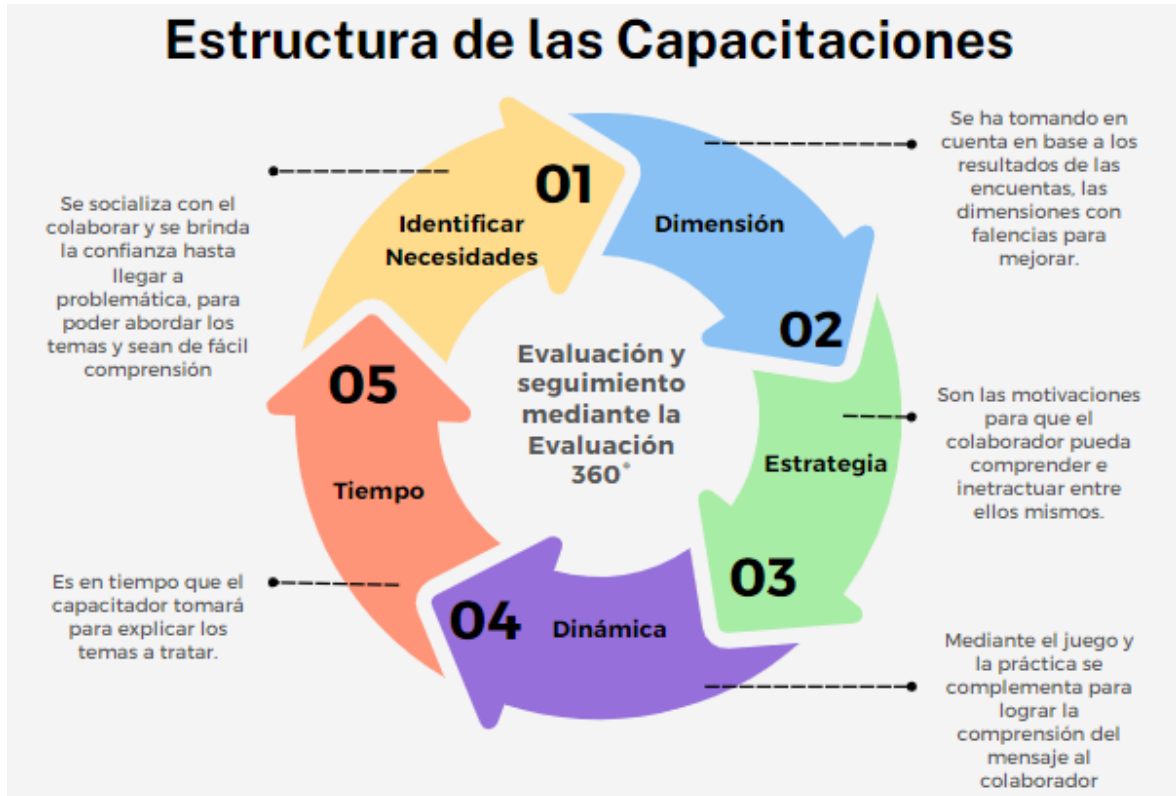 Estructura de las Capacitaciones
01
Identificar
Necesidades
Se socializa con el
colaborar y se brinda
la confianza hasta
llegar a
problemática, para
poder abordar los
temas y sean de fácil
comprensión
Dimensión
02
Se ha tomando en
cuenta en base a los
resultados de las
encuentas, las
dimensiones con
falencias para
mejorar.
Estrategia
03
Son las motivaciones
para que el
colaborador pueda
comprender e
inetractuar entre
ellos mismos.
04
Dinámica
Mediante el juego y
la práctica se
complementa para
lograr la
comprensión del
mensaje al
colaborador
05
Tiempo
Es en tiempo que el
capacitador tomará
para explicar los
temas a tratar.
Evaluación y
seguimiento
mediante la
Evaluación
360°